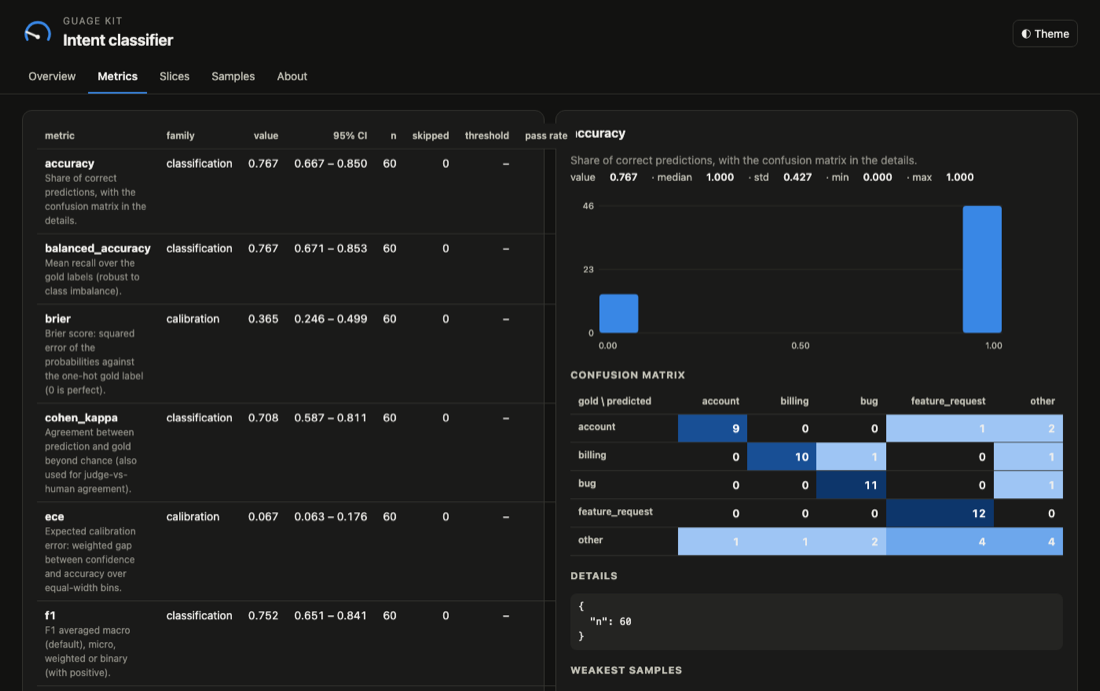 GUAGE KIT
Intent classifier
Theme
Overview Metrics Slices Samples About
metric family value 95% CI n skipped threshold pass rate
accuracy classification 0.767 0.667 – 0.850 60 0 –
Share of correct
predictions, with the
confusion matrix in the
details.
balanced_accuracy classification 0.767 0.671 – 0.853 60 0 –
Mean recall over the
gold labels (robust to
class imbalance).
brier calibration 0.365 0.246 – 0.499 60 0 –
Brier score: squared
error of the
probabilities against
the one-hot gold label
(0 is perfect).
cohen_kappa classification 0.708 0.587 – 0.811 60 0 –
Agreement between
prediction and gold
beyond chance (also
used for judge-vs-
human agreement).
ece calibration 0.067 0.063 – 0.176 60 0 –
Expected calibration
error: weighted gap
between confidence
and accuracy over
equal-width bins.
f1 classification 0.752 0.651 – 0.841 60 0 –
F1 averaged macro
(default), micro,
weighted or binary
(with positive).
accuracy
Share of correct predictions, with the confusion matrix in the details.
value 0.767 · median 1.000 · std 0.427 · min 0.000 · max 1.000
46
23
0
0.00 0.50 1.00
CONFUSION MATRIX
gold \ predicted account billing bug feature_request other
account 9 0 0 1 2
billing 0 10 1 0 1
bug 0 0 11 0 1
feature_request 0 0 0 12 0
other 1 1 2 4 4
DETAILS
{
"n": 60
}
WEAKEST SAMPLES